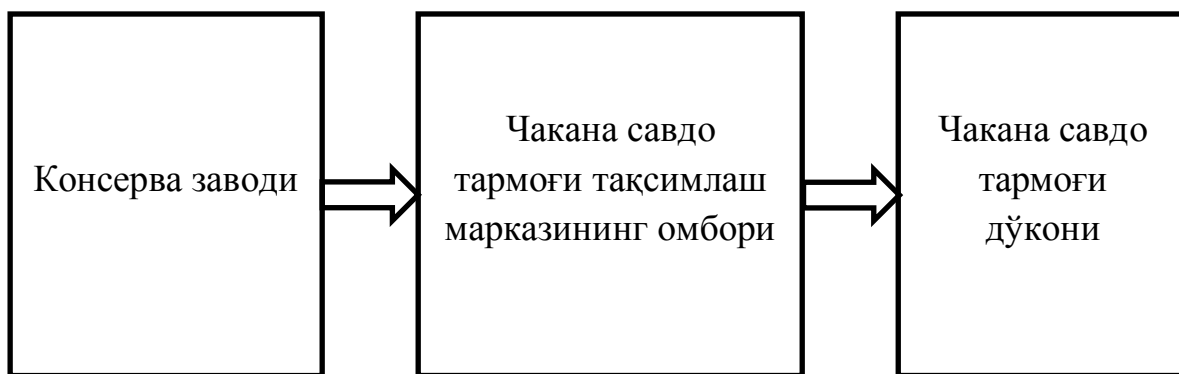 Консерва заводи
Чакана савдо
тармоғи тақсимлаш
марказининг омбори
Чакана савдо
тармоғи
дўкони